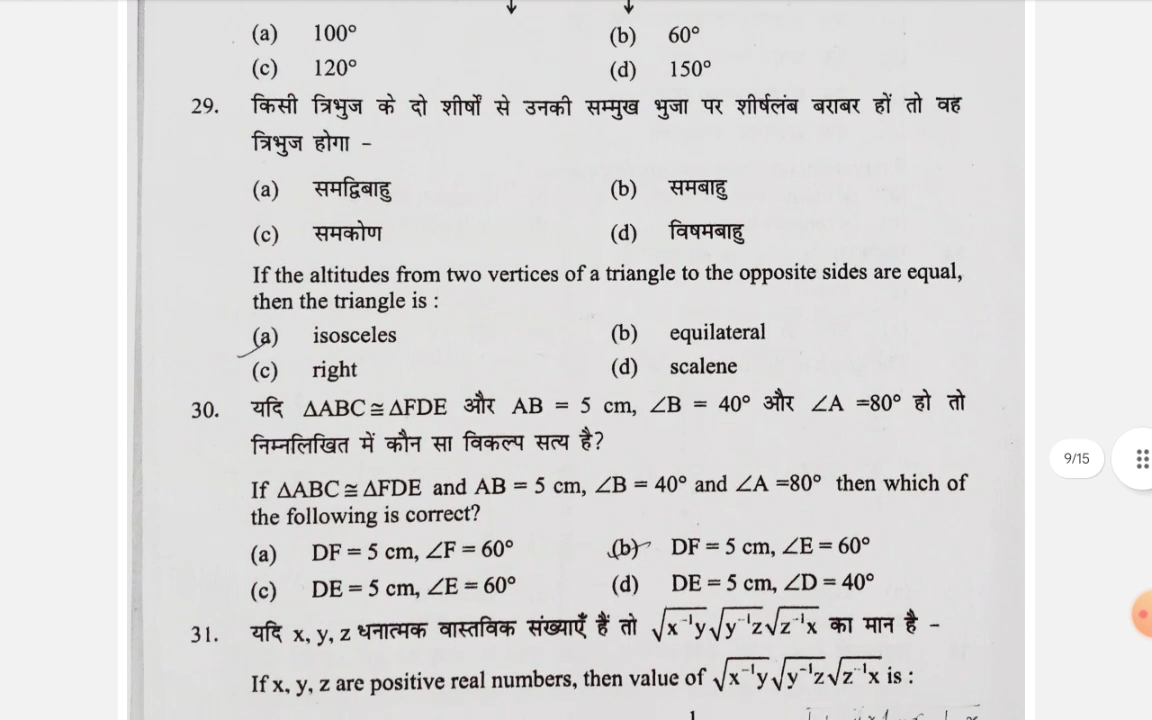 (a) 100° (b) 60°
(c) 120° (d) 150°
29. किसी त्रिभुज के दो शीर्षों से उनकी सम्मुख भुजा पर शीर्षलंब बराबर हों तो वह
त्रिभुज होगा -
(a) समद्विबाहु (b) समबाहु
(c) समकोण (d) विषमबाहु
If the altitudes from two vertices of a triangle to the opposite sides are equal,
then the triangle is :
(a) isosceles (b) equilateral
(c) right (d) scalene
30. यदि ΔABC ≅ ΔFDE और AB = 5 cm, ∠B = 40° और ∠A =80° हो तो
निम्नलिखित में कौन सा विकल्प सत्य है?
If ΔABC ≅ ΔFDE and AB = 5 cm, ∠B = 40° and ∠A =80° then which of
the following is correct?
(a) DF = 5 cm, ∠F = 60° (b) DF = 5 cm, ∠E = 60°
(c) DE = 5 cm, ∠E = 60° (d) DE = 5 cm, ∠D = 40°
31. यदि x, y, z धनात्मक वास्तविक संख्याएँ हैं तो √x⁻¹y √y⁻¹z √z⁻¹x का मान है -
If x, y, z are positive real numbers, then value of √x⁻¹y √y⁻¹z √z⁻¹x is :
9/15